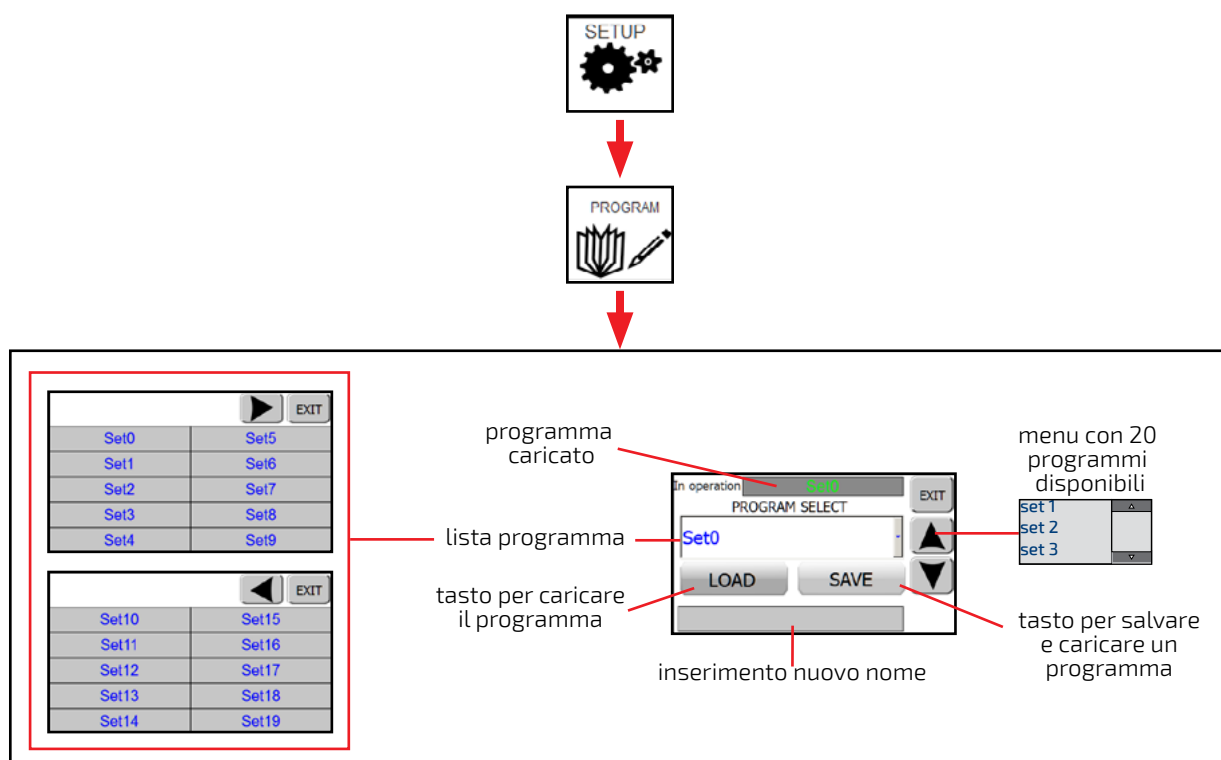 SETUP
PROGRAM
EXIT
Set0 Set5
Set1 Set6
Set2 Set7
Set3 Set8
Set4 Set9
EXIT
Set10 Set15
Set11 Set16
Set12 Set17
Set13 Set18
Set14 Set19
programma
caricato
lista programma
tasto per caricare
il programma
In operation Set0
EXIT
PROGRAM SELECT
Set0
LOAD SAVE
inserimento nuovo nome
menu con 20
programmi
disponibili
set 1
set 2
set 3
tasto per salvare
e caricare un
programma